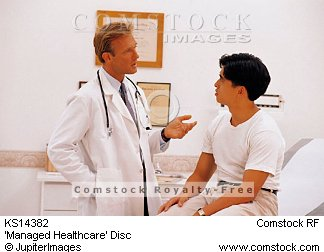 COMSTOCK
IMAGES
Comstock Royalty-Free
KS14382 Comstock RF
'Managed Healthcare' Disc
© JupiterImages www.comstock.com